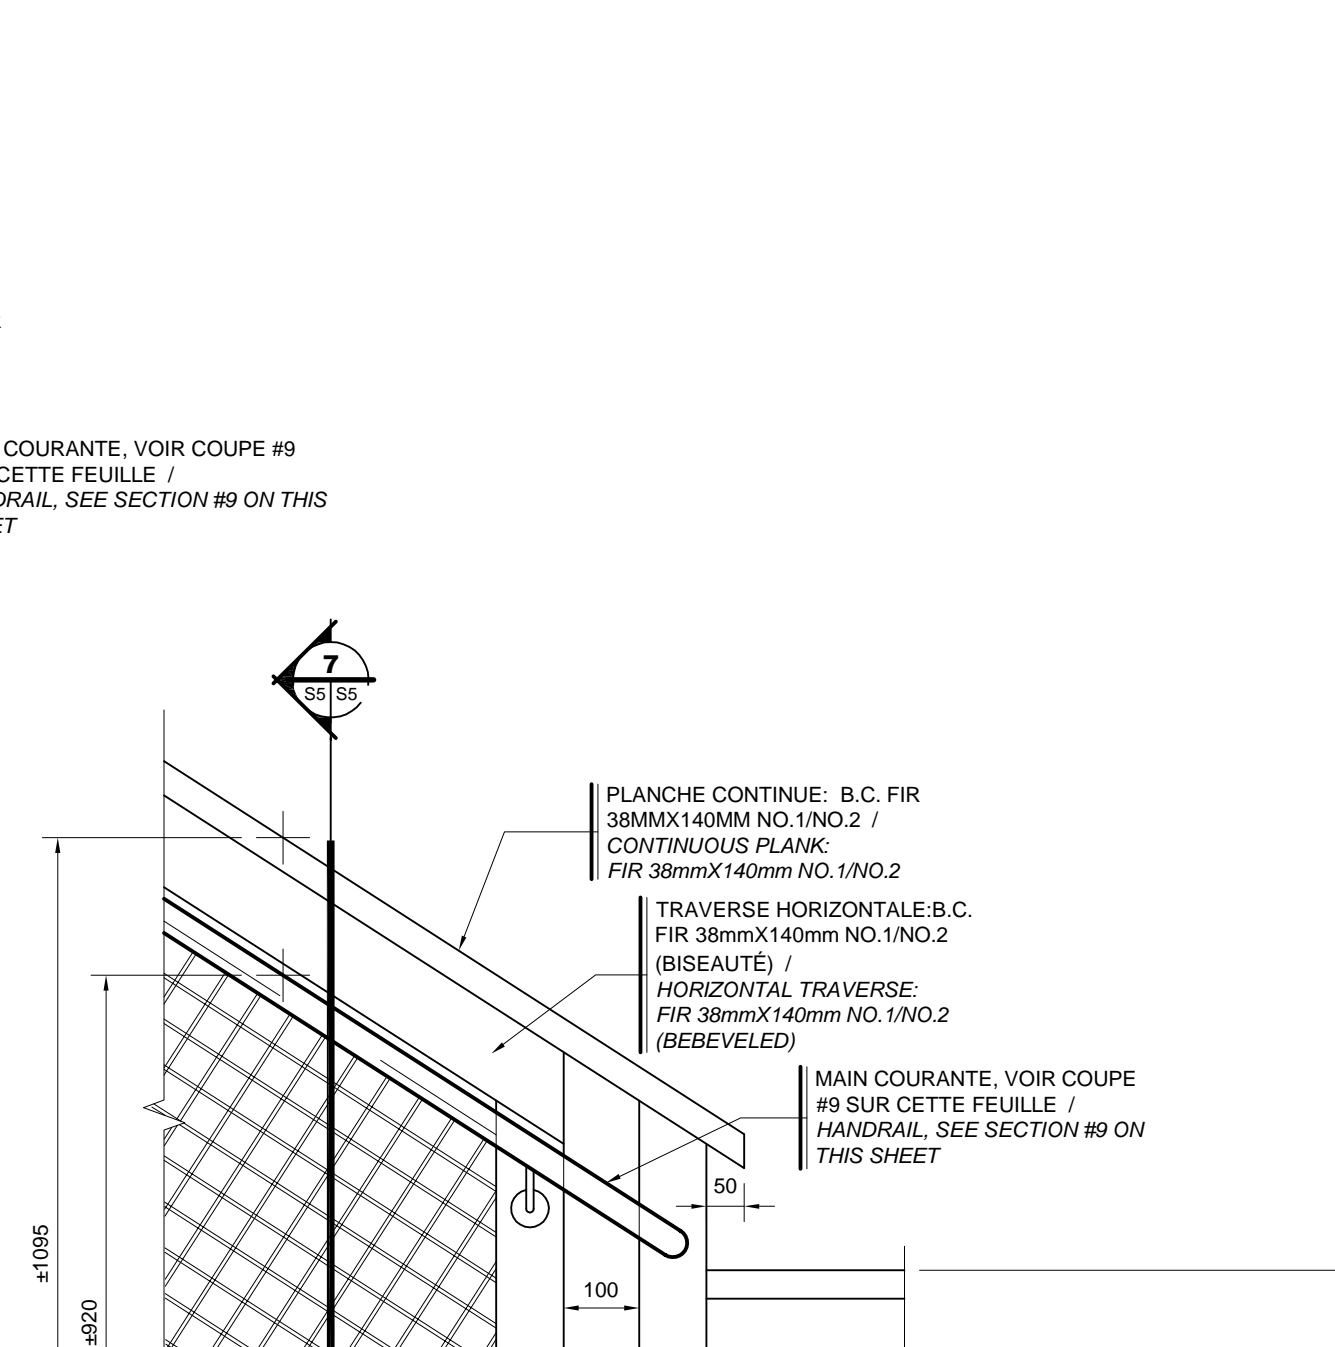 COURANTE, VOIR COUPE #9
CETTE FEUILLE /
DRAIL, SEE SECTION #9 ON THIS
ET
7
S5 S5
PLANCHE CONTINUE: B.C. FIR
38MMX140MM NO.1/NO.2 /
CONTINUOUS PLANK:
FIR 38mmX140mm NO.1/NO.2
TRAVERSE HORIZONTALE:B.C.
FIR 38mmX140mm NO.1/NO.2
(BISEAUTÉ) /
HORIZONTAL TRAVERSE:
FIR 38mmX140mm NO.1/NO.2
(BEBEVELED)
MAIN COURANTE, VOIR COUPE
#9 SUR CETTE FEUILLE /
HANDRAIL, SEE SECTION #9 ON
THIS SHEET
50
±1095
100
±920